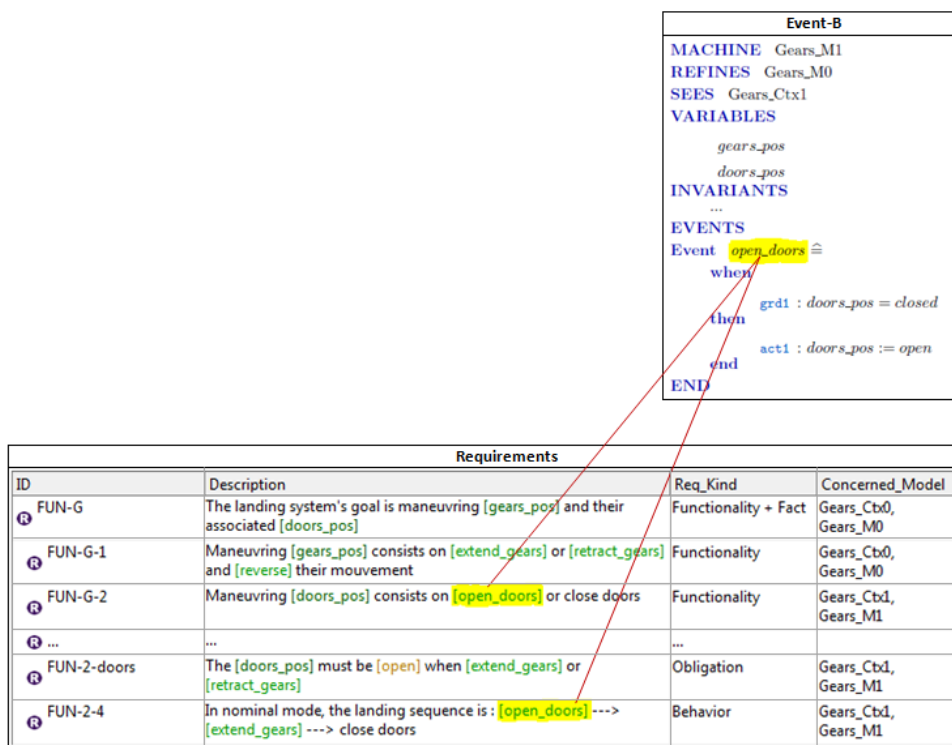 Event-B
MACHINE Gears_M1
REFINES Gears_M0
SEES Gears_Ctx1
VARIABLES
gears_pos
doors_pos
INVARIANTS
...
EVENTS
Event open_doors ≙
when
grd1 : doors_pos = closed
then
act1 : doors_pos := open
end
END
Requirements
ID Description Req_Kind Concerned_Model
R FUN-G The landing system's goal is maneuvring [gears_pos] and their Functionality + Fact Gears_Ctx0,
associated [doors_pos] Gears_M0
R FUN-G-1 Maneuvring [gears_pos] consists on [extend_gears] or [retract_gears] Functionality Gears_Ctx0,
and [reverse] their mouvement Gears_M0
R FUN-G-2 Maneuvring [doors_pos] consists on [open_doors] or close doors Functionality Gears_Ctx1,
Gears_M1
R ... ... ...
R FUN-2-doors The [doors_pos] must be [open] when [extend_gears] or Obligation Gears_Ctx1,
[retract_gears] Gears_M1
R FUN-2-4 In nominal mode, the landing sequence is : [open_doors] ---> Behavior Gears_Ctx1,
[extend_gears] ---> close doors Gears_M1